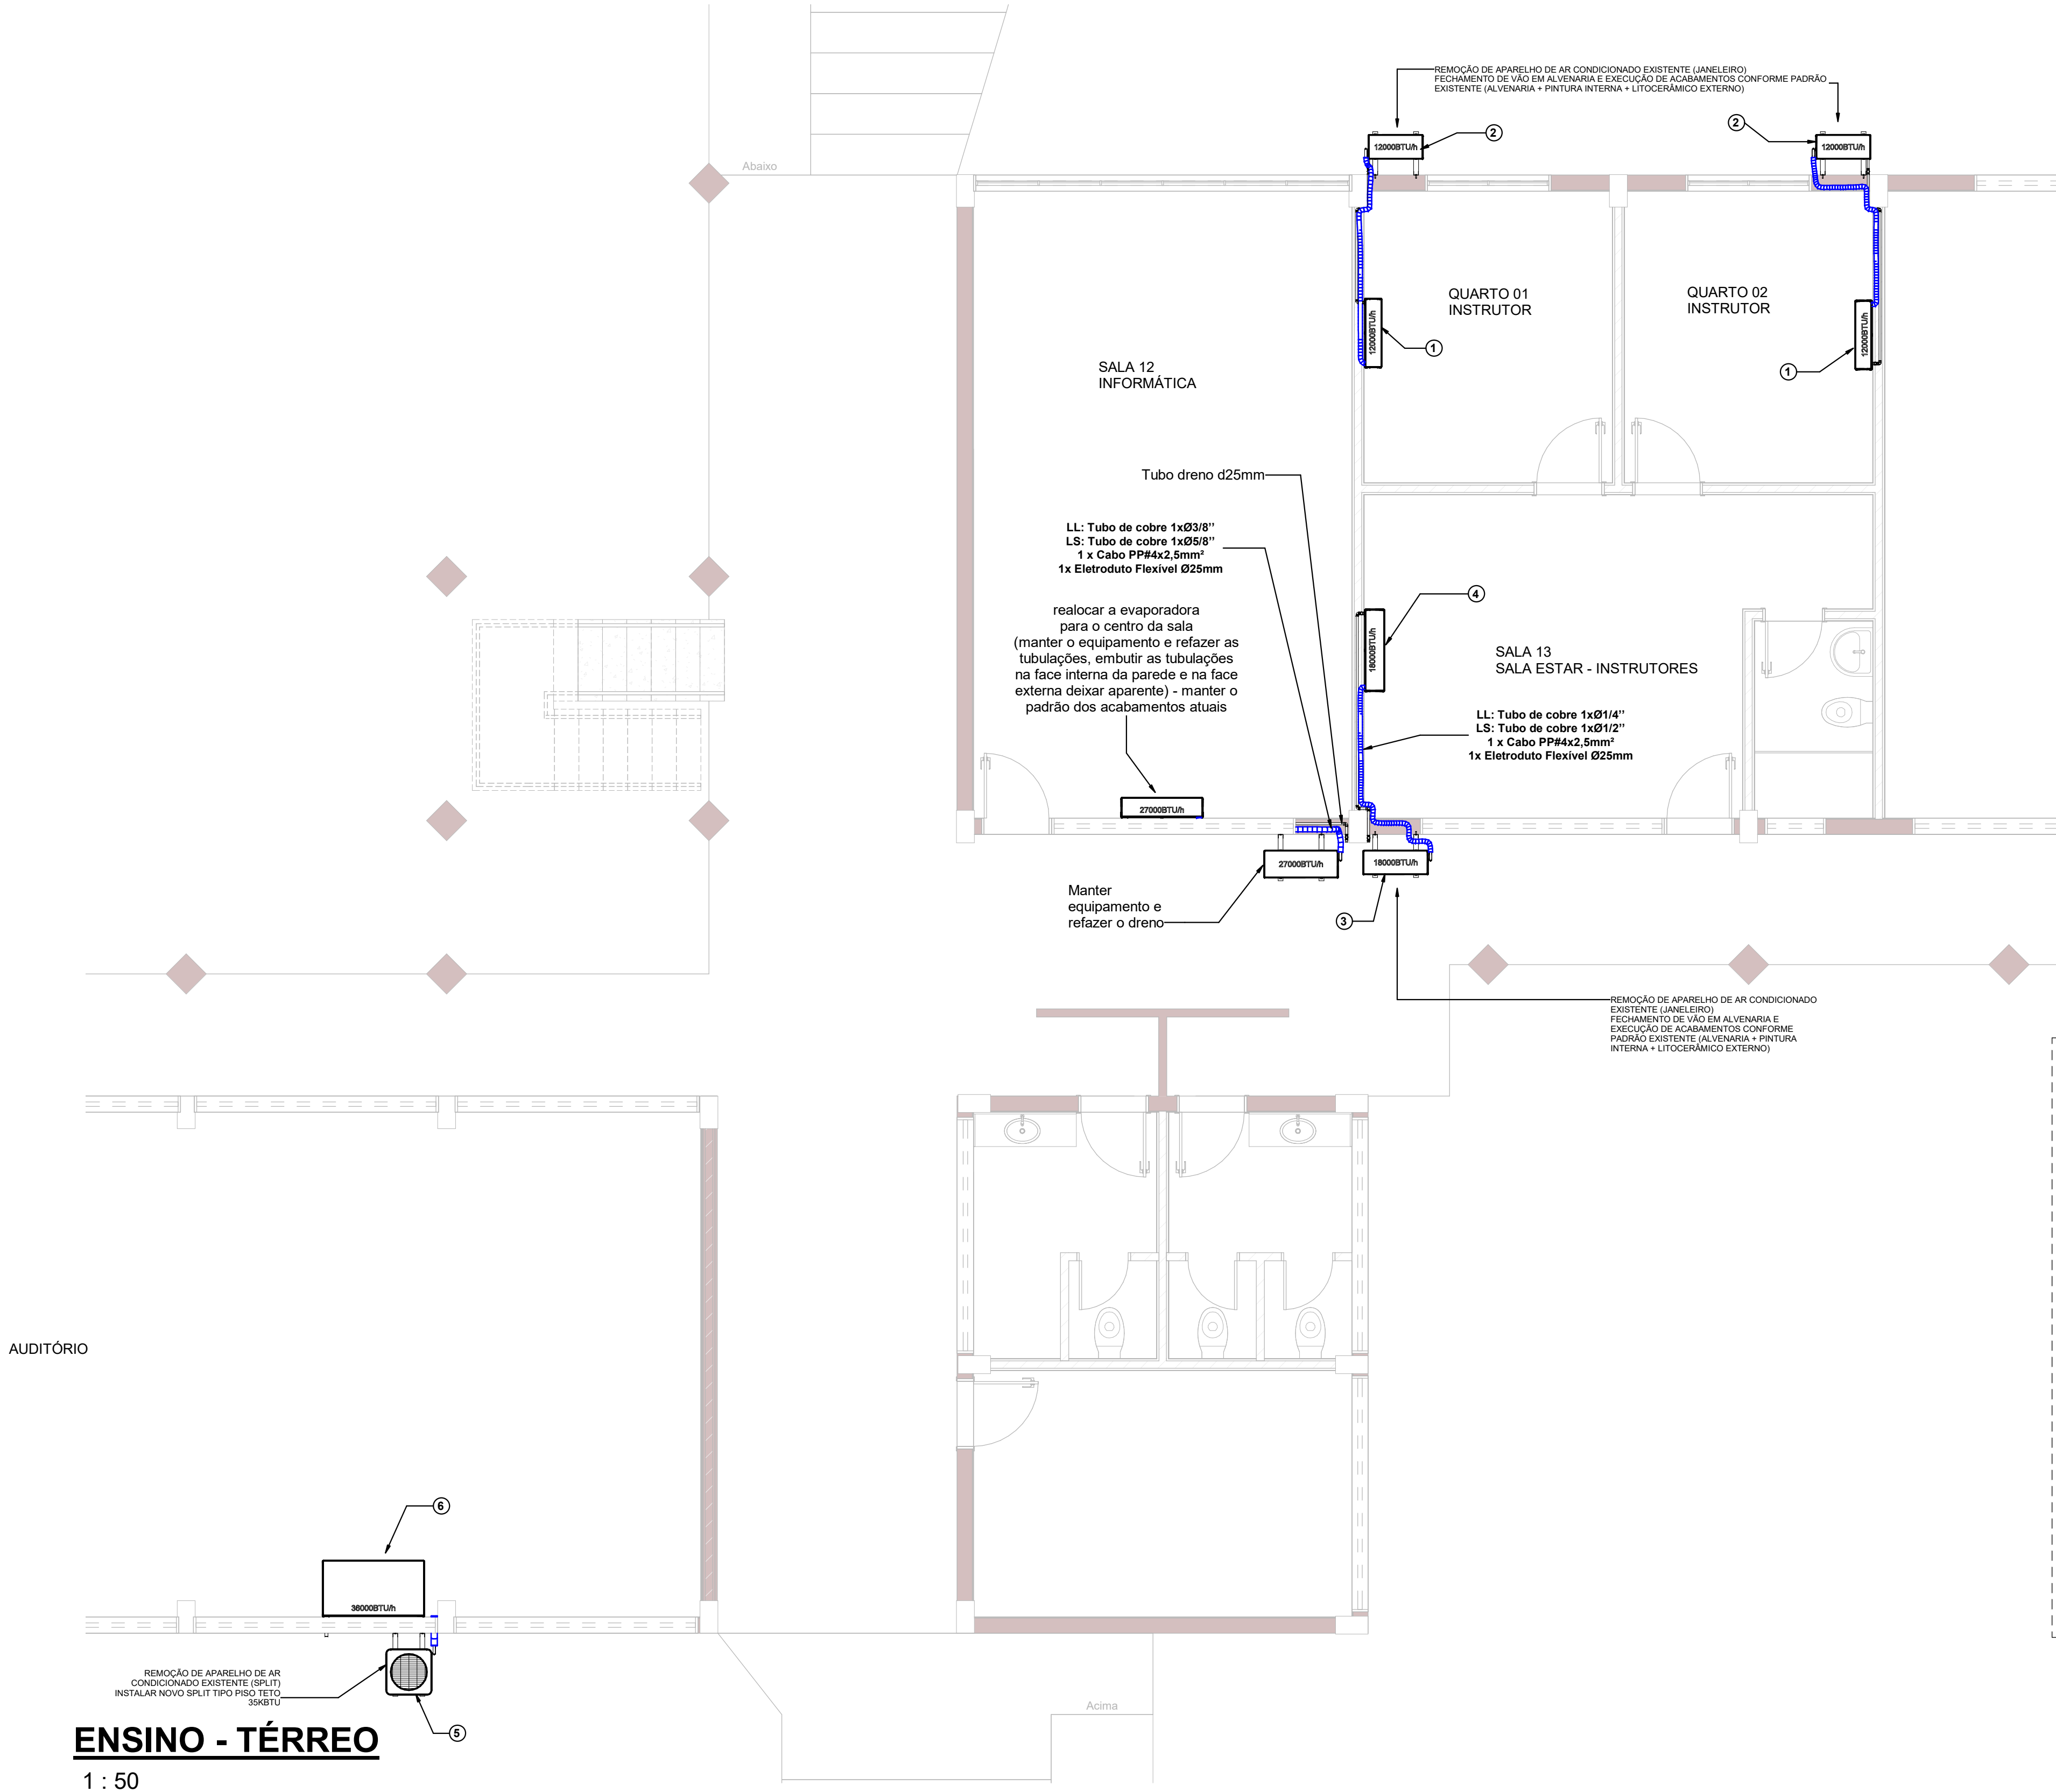 REMOÇÃO DE APARELHO DE AR CONDICIONADO EXISTENTE (JANELEIRO)
FECHAMENTO DE VÃO EM ALVENARIA E EXECUÇÃO DE ACABAMENTOS CONFORME PADRÃO
EXISTENTE (ALVENARIA + PINTURA INTERNA + LITOCERÂMICO EXTERNO)
12000BTU/h
2
2
12000BTU/h
Abaixo
QUARTO 01
INSTRUTOR
QUARTO 02
INSTRUTOR
12000BTU/h
1
12000BTU/h
1
SALA 12
INFORMÁTICA
Tubo dreno d25mm
LL: Tubo de cobre 1xØ3/8’’
LS: Tubo de cobre 1xØ5/8’’
1 x Cabo PP#4x2,5mm²
1x Eletroduto Flexível Ø25mm
realocar a evaporadora
para o centro da sala
(manter o equipamento e refazer as
tubulações, embutir as tubulações
na face interna da parede e na face
externa deixar aparente) - manter o
padrão dos acabamentos atuais
4
18000BTU/h
SALA 13
SALA ESTAR - INSTRUTORES
LL: Tubo de cobre 1xØ1/4’’
LS: Tubo de cobre 1xØ1/2’’
1 x Cabo PP#4x2,5mm²
1x Eletroduto Flexível Ø25mm
27000BTU/h
27000BTU/h
18000BTU/h
Manter
equipamento e
refazer o dreno
3
REMOÇÃO DE APARELHO DE AR CONDICIONADO
EXISTENTE (JANELEIRO)
FECHAMENTO DE VÃO EM ALVENARIA E
EXECUÇÃO DE ACABAMENTOS CONFORME
PADRÃO EXISTENTE (ALVENARIA + PINTURA
INTERNA + LITOCERÂMICO EXTERNO)
AUDITÓRIO
6
36000BTU/h
REMOÇÃO DE APARELHO DE AR
CONDICIONADO EXISTENTE (SPLIT)
INSTALAR NOVO SPLIT TIPO PISO TETO
35KBTU
5
Acima
ENSINO - TÉRREO
1 : 50